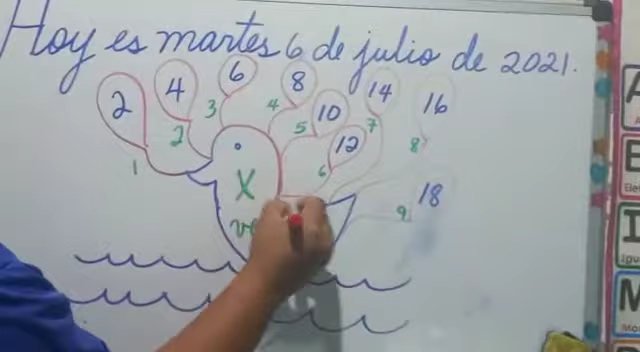 Hoy es martes 6 de julio de 2021.
2 4 6 8 10 12 14 16 18
1 2 3 4 5 6 7 8 9
X
A
E
I
M